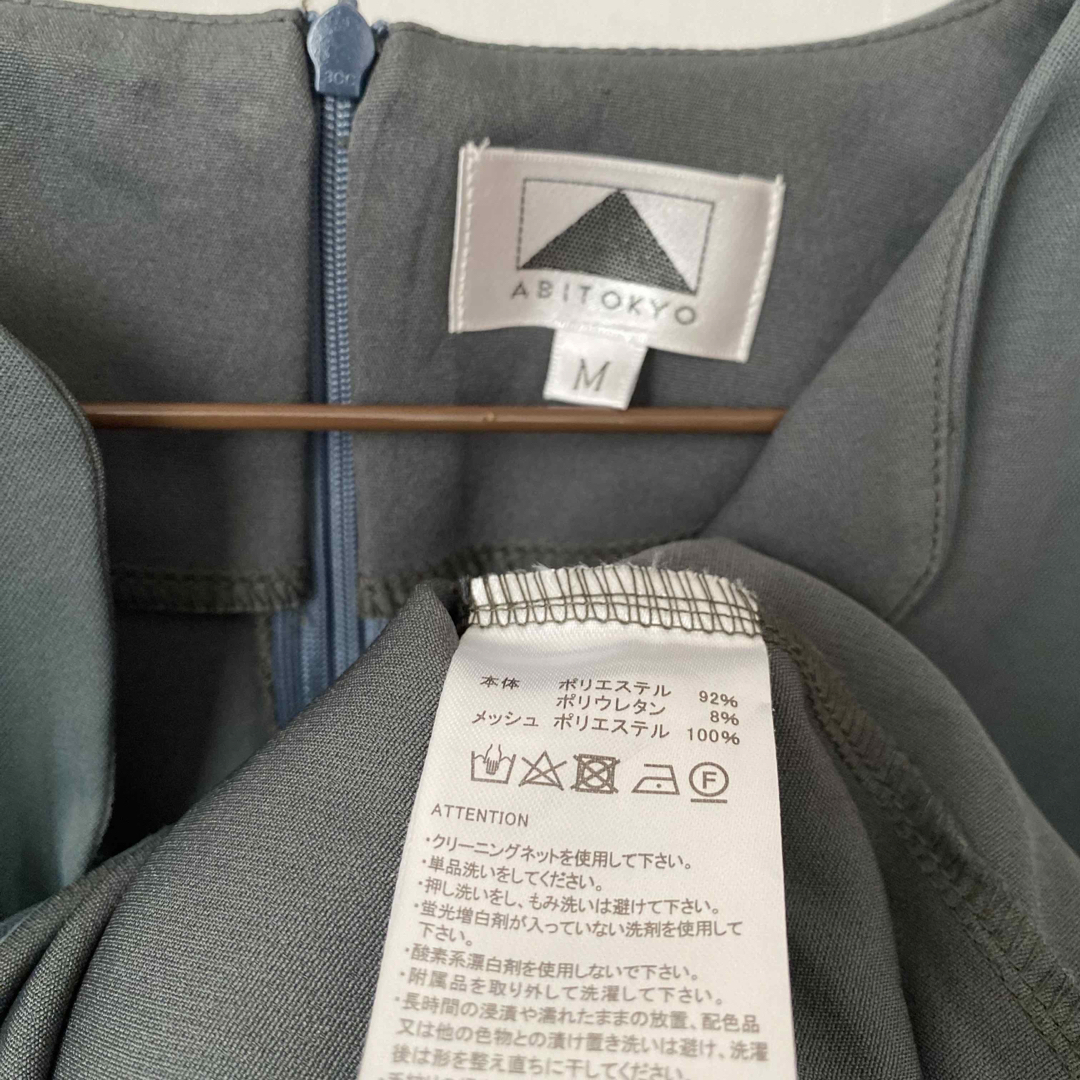 3CC
ABITOKYO
M
本体 ポリエステル 92%
ポリウレタン 8%
メッシュ ポリエステル 100%
F
ATTENTION
・クリーニングネットを使用して下さい。
・単品洗いをしてください。
・押し洗いをし、もみ洗いは避けて下さい。
・蛍光増白剤が入っていない洗剤を使用して
下さい。
・酸素系漂白剤を使用しないで下さい。
・附属品を取り外して洗濯して下さい。
・長時間の浸漬や濡れたままの放置、配色品
又は他の色物との漬け置き洗いは避け、洗濯
後は形を整え直ちに干してください。